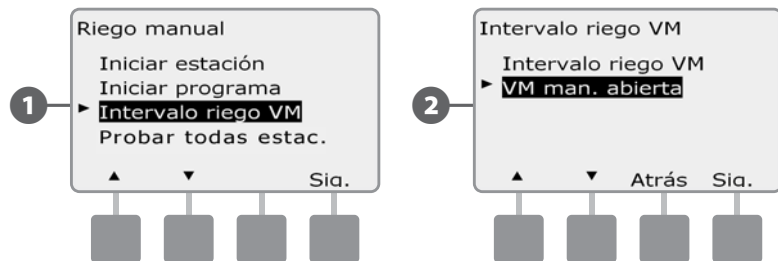 Riego manual
Iniciar estación
Iniciar programa
1
Intervalo riego VM
Probar todas estac.
Sig.
Intervalo riego VM
Intervalo riego VM
2
VM man. abierta
Atrás Sig.